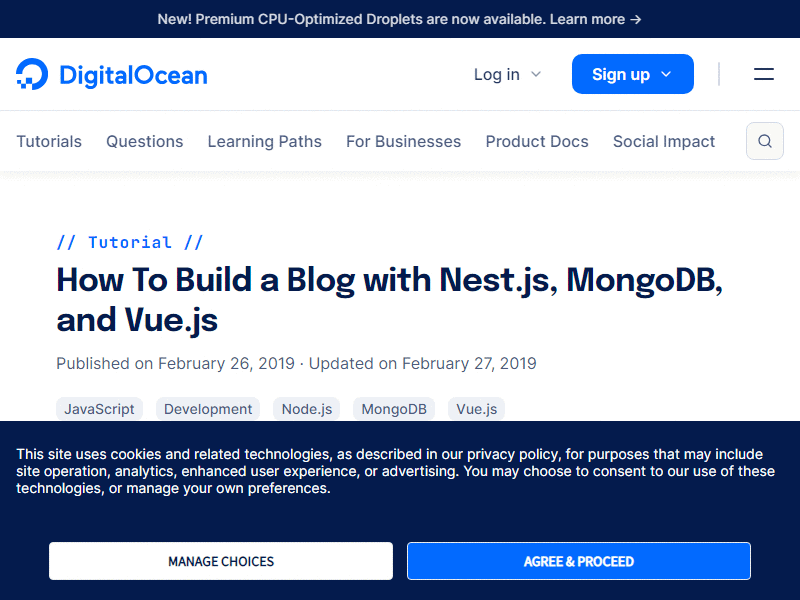 New! Premium CPU-Optimized Droplets are now available. Learn more →
DigitalOcean
Log in
Sign up
Tutorials Questions Learning Paths For Businesses Product Docs Social Impact
// Tutorial //
How To Build a Blog with Nest.js, MongoDB,
and Vue.js
Published on February 26, 2019 · Updated on February 27, 2019
JavaScript Development Node.js MongoDB Vue.js
This site uses cookies and related technologies, as described in our privacy policy, for purposes that may include
site operation, analytics, enhanced user experience, or advertising. You may choose to consent to our use of these
technologies, or manage your own preferences.
MANAGE CHOICES
AGREE & PROCEED